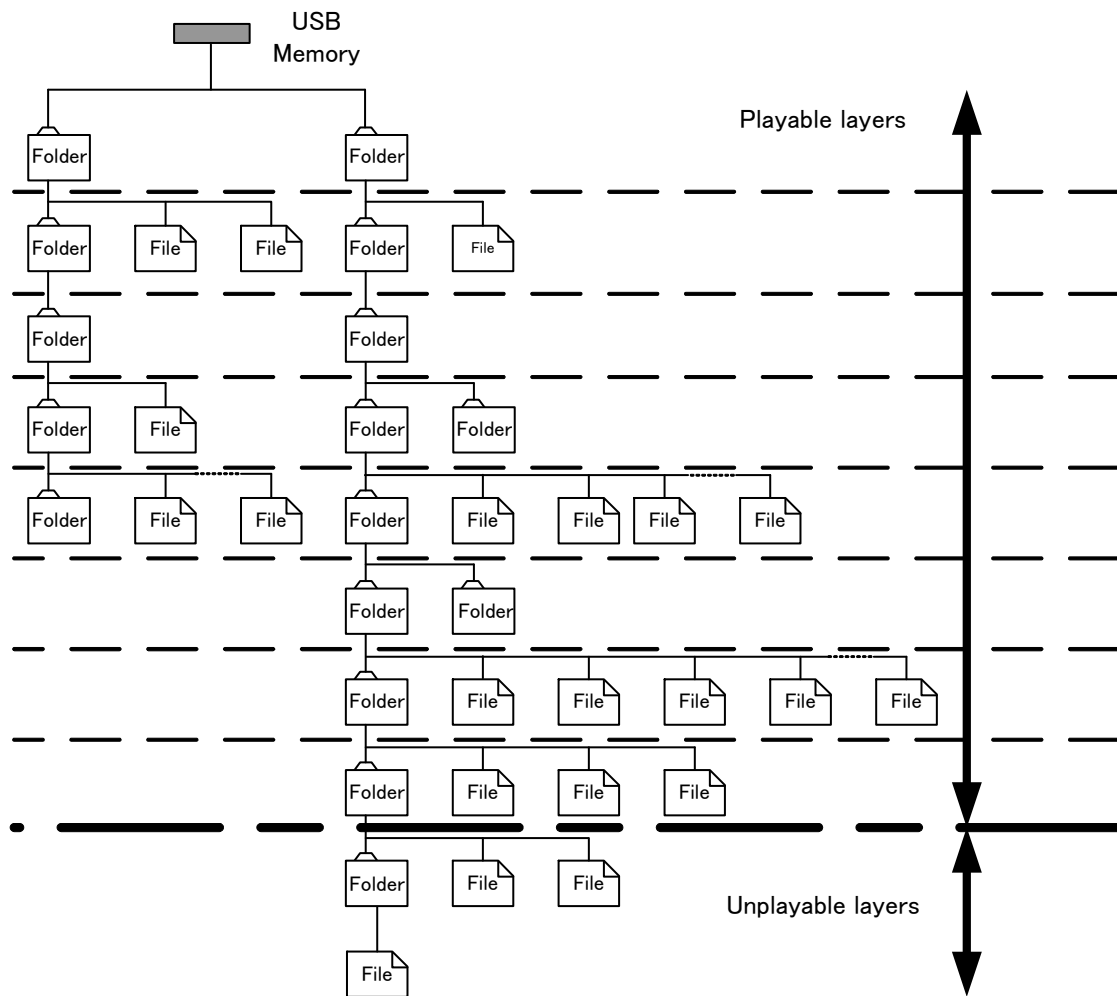 USB
Memory
Playable layers
Folder Folder
Folder File File Folder File
Folder Folder
Folder File Folder Folder
Folder File File Folder File File File File
Folder Folder
Folder File File File File File
Folder File File File
Folder File File
Unplayable layers
File